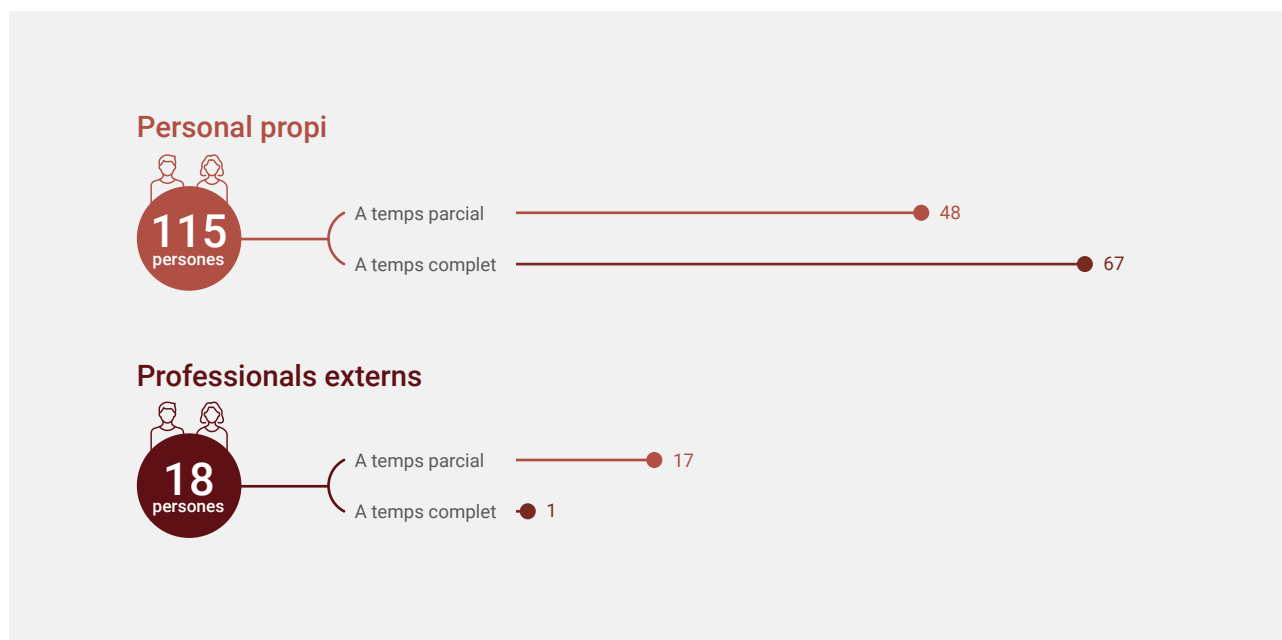 Personal propi
115
persones
A temps parcial
48
A temps complet
67
Professionals externs
18
persones
A temps parcial
17
A temps complet
1